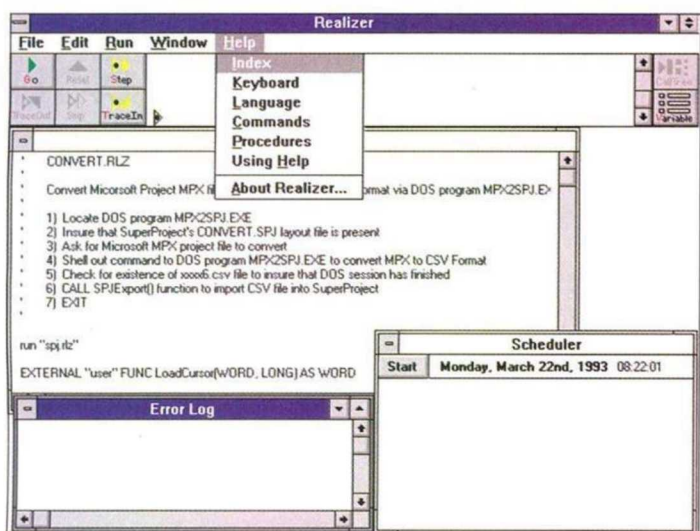 Realizer
File Edit Run Window Help
Index
Keyboard
Language
Commands
Procedures
Using Help
About Realizer...
Go Reset Step
TraceOut Stop TraceIn
CallTree
Variable
' CONVERT.RLZ
'
' Convert Micorsoft Project MPX fil ormat via DOS program MPX2SPJ.EX
'
' 1) Locate DOS program MPX2SPJ.EXE
' 2) Insure that SuperProject's CONVERT.SPJ layout file is present
' 3) Ask for Microsoft MPX project file to convert
' 4) Shell out command to DOS program MPX2SPJ.EXE to convert MPX to CSV Format
' 5) Check for existence of xxxx6.csv file to insure that DOS session has finished
' 6) CALL SPJExport() function to import CSV file into SuperProject
' 7) EXIT
'
run "spj.rlz"
EXTERNAL "user" FUNC LoadCursor(WORD, LONG) AS WORD
Error Log
Scheduler
Start Monday, March 22nd, 1993 08:22:01